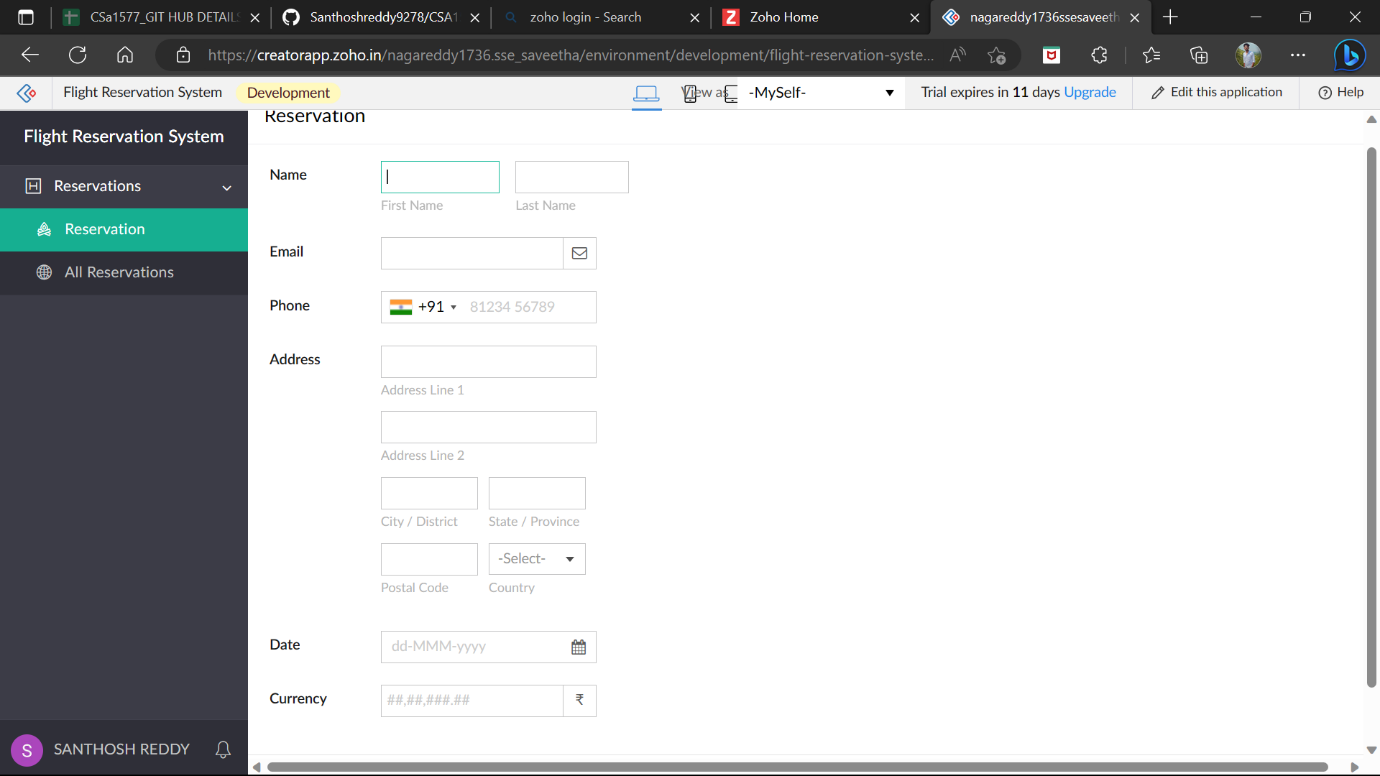 CSa1577_GIT HUB DETAILS
Santhoshreddy9278/CSA1
zoho login - Search
Zoho Home
nagareddy1736ssesaveeth
https://creatorapp.zoho.in/nagareddy1736.sse_saveetha/environment/development/flight-reservation-syste...
Flight Reservation System
Development
View as
-MySelf-
Trial expires in 11 days Upgrade
Edit this application
Help
Flight Reservation System
Reservations
Reservation
All Reservations
SANTHOSH REDDY
S
Reservation
Name
First Name
Last Name
Email
Phone
+91
81234 56789
Address
Address Line 1
Address Line 2
City / District
State / Province
-Select-
Postal Code
Country
Date
dd-MMM-yyyy
Currency
##,##,###.##
₹